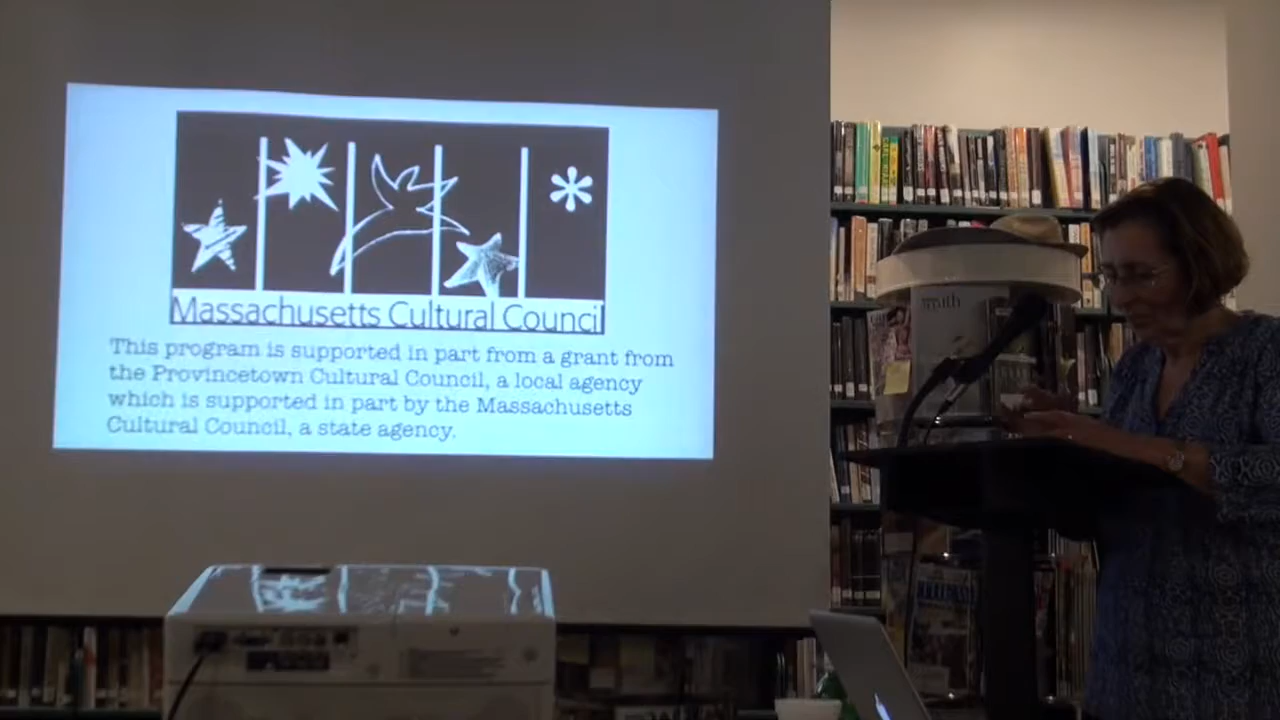 Massachusetts Cultural Council
This program is supported in part from a grant from
the Provincetown Cultural Council, a local agency
which is supported in part by the Massachusetts
Cultural Council, a state agency.